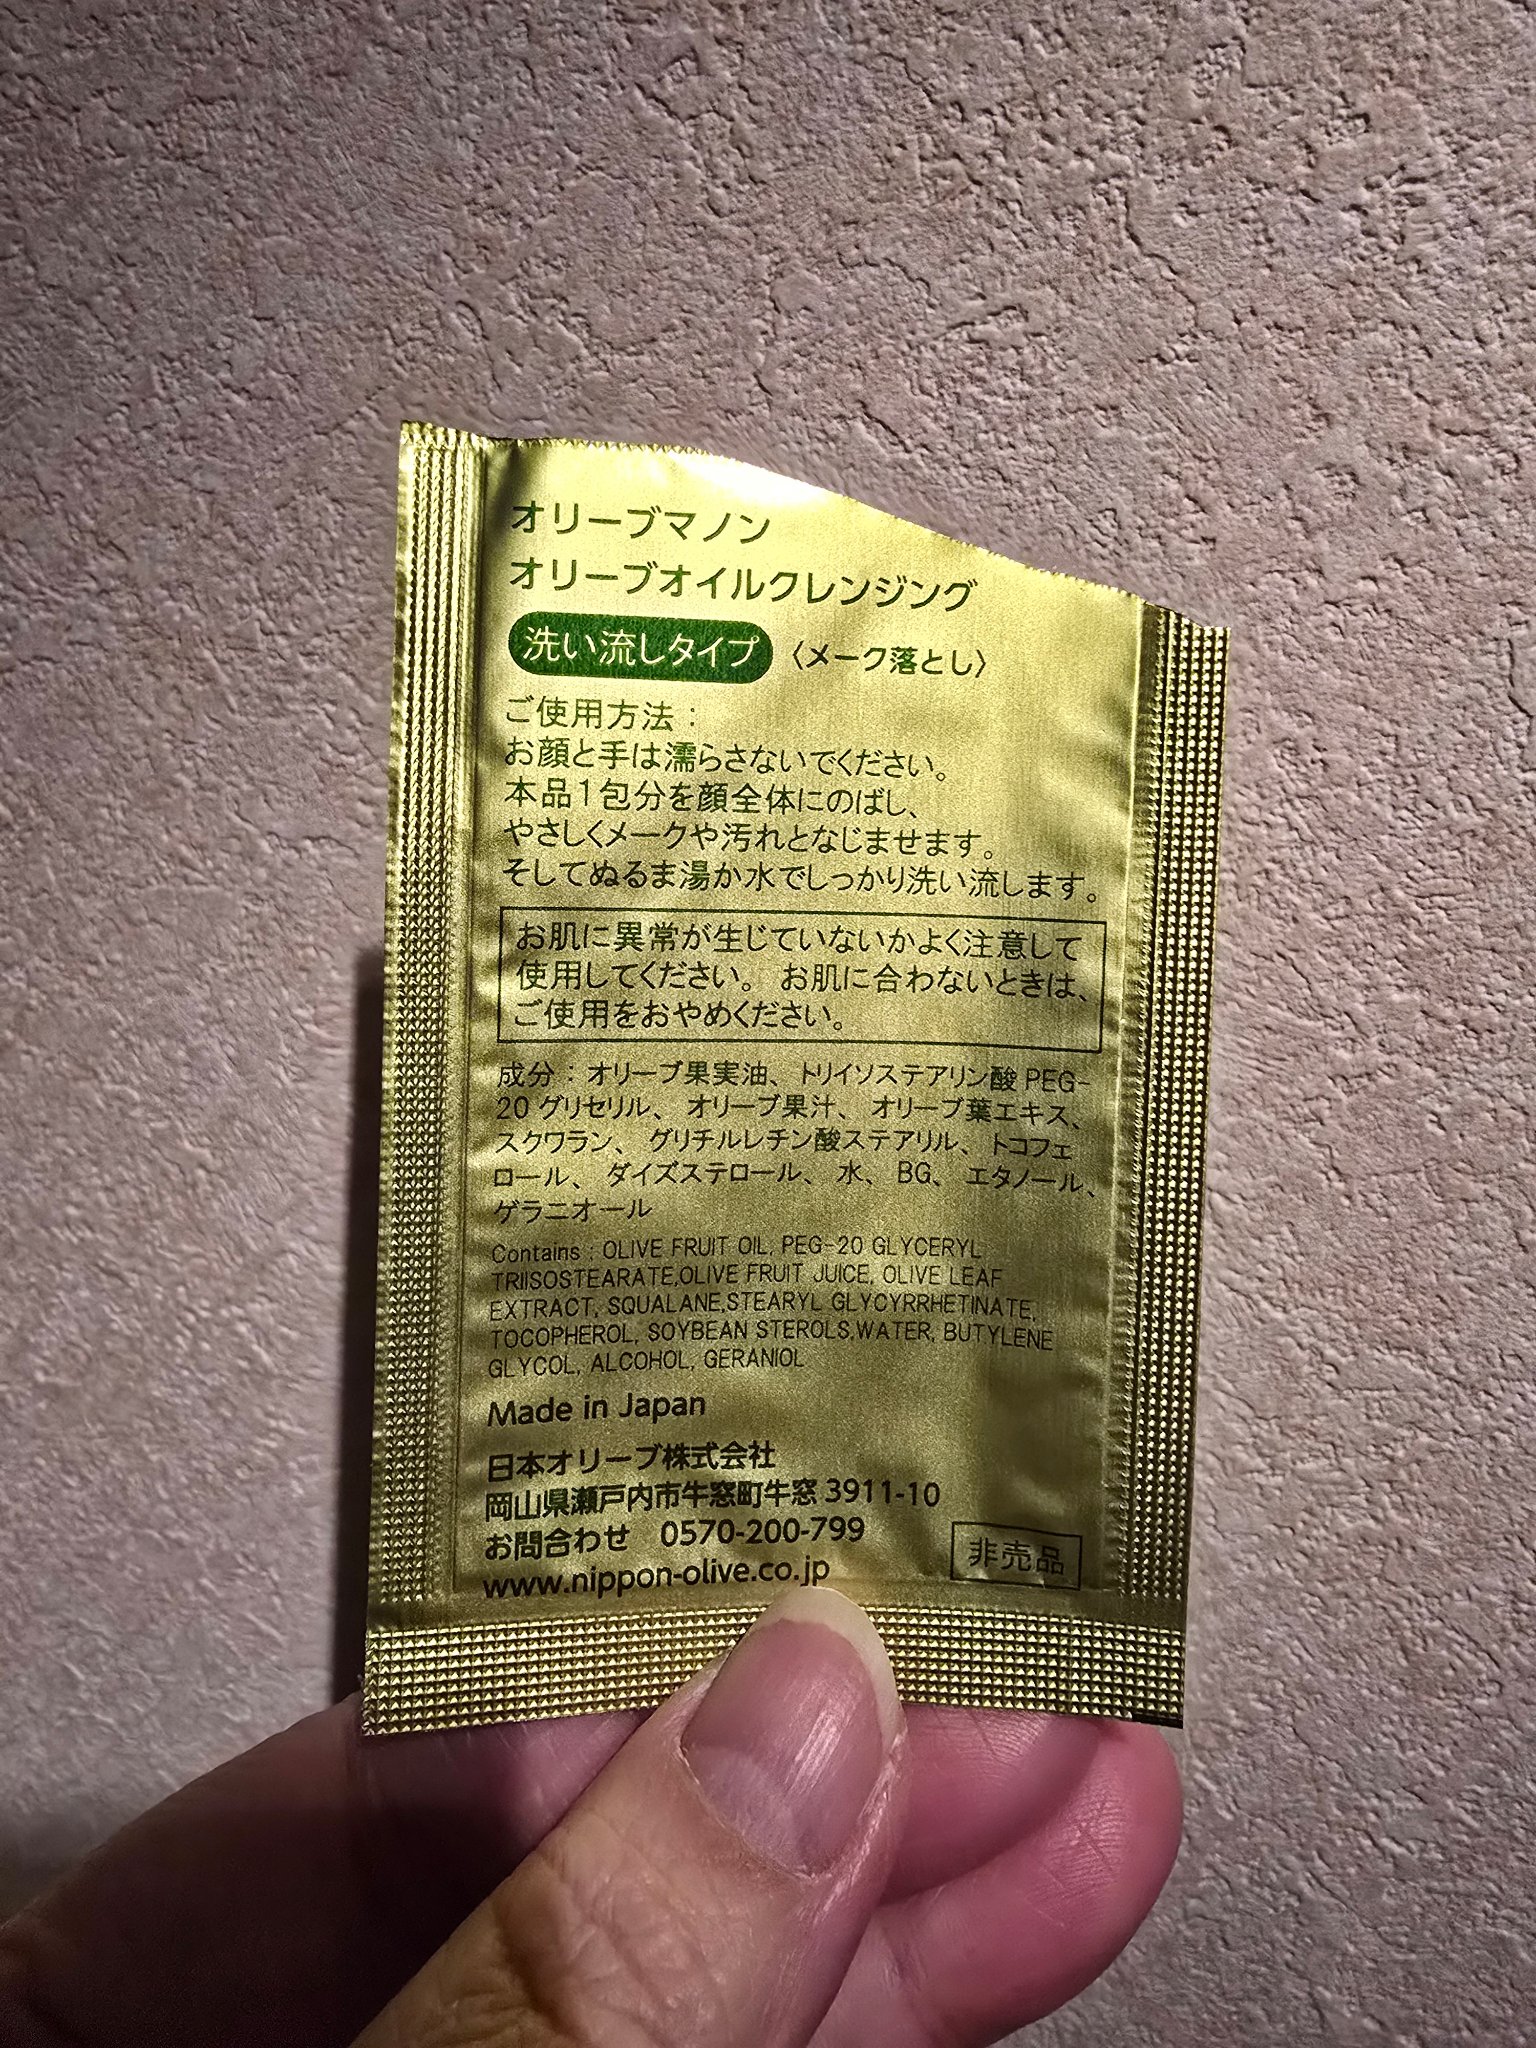 オリーブマノン
オリーブオイルクレンジング
洗い流しタイプ 〈メーク落とし〉
ご使用方法：
お顔と手は濡らさないでください。
本品1包分を顔全体にのばし、
やさしくメークや汚れとなじませます。
そしてぬるま湯か水でしっかり洗い流します。
お肌に異常が生じていないかよく注意して
使用してください。 お肌に合わないときは、
ご使用をおやめください。
成分：オリーブ果実油、トリイソステアリン酸PEG-
20グリセリル、オリーブ果汁、オリーブ葉エキス、
スクワラン、グリチルレチン酸ステアリル、トコフェ
ロール、ダイズステロール、水、BG、エタノール、
ゲラニオール
Contains : OLIVE FRUIT OIL, PEG-20 GLYCERYL
TRIISOSTEARATE,OLIVE FRUIT JUICE, OLIVE LEAF
EXTRACT, SQUALANE,STEARYL GLYCYRRHETINATE,
TOCOPHEROL, SOYBEAN STEROLS,WATER, BUTYLENE
GLYCOL, ALCOHOL, GERANIOL
Made in Japan
日本オリーブ株式会社
岡山県瀬戸内市牛窓町牛窓3911-10
お問合わせ 0570-200-799
www.nippon-olive.co.jp
非売品